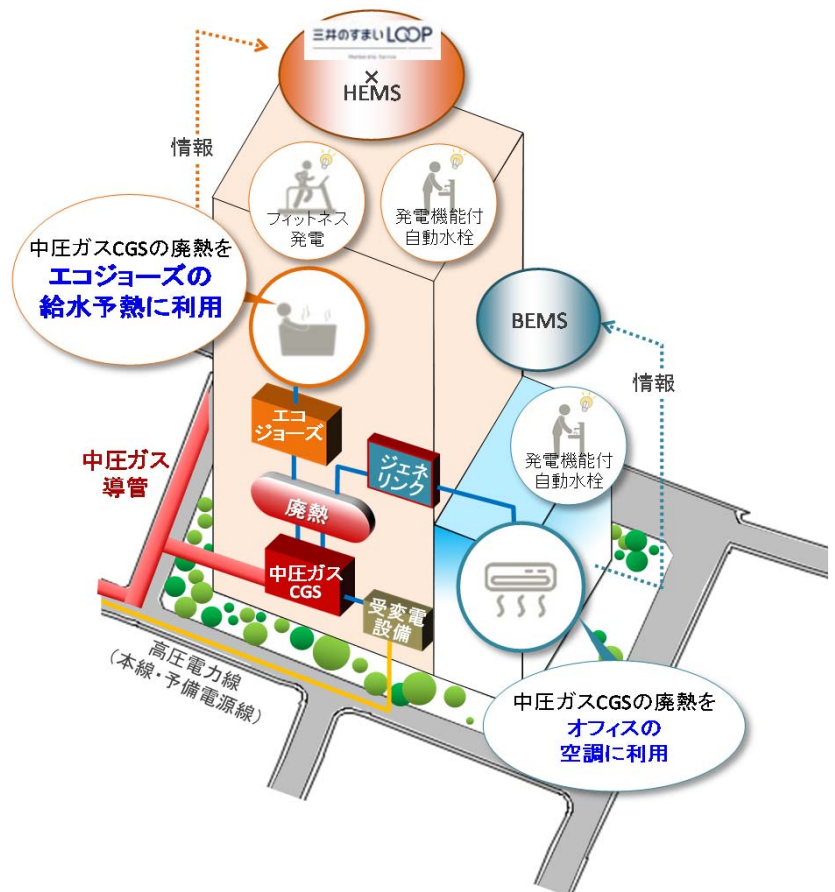 三井のすまいLOOP
Membership Service
×
HEMS
情報
フィットネス
発電
発電機能付
自動水栓
中圧ガスCGSの廃熱を
エコジョーズの
給水予熱に利用
BEMS
情報
発電機能付
自動水栓
エコ
ジョーズ
ジェネ
リンク
中圧ガス
導管
廃熱
中圧ガス
CGS
受変電
設備
高圧電力線
(本線・予備電源線)
中圧ガスCGSの廃熱を
オフィスの
空調に利用